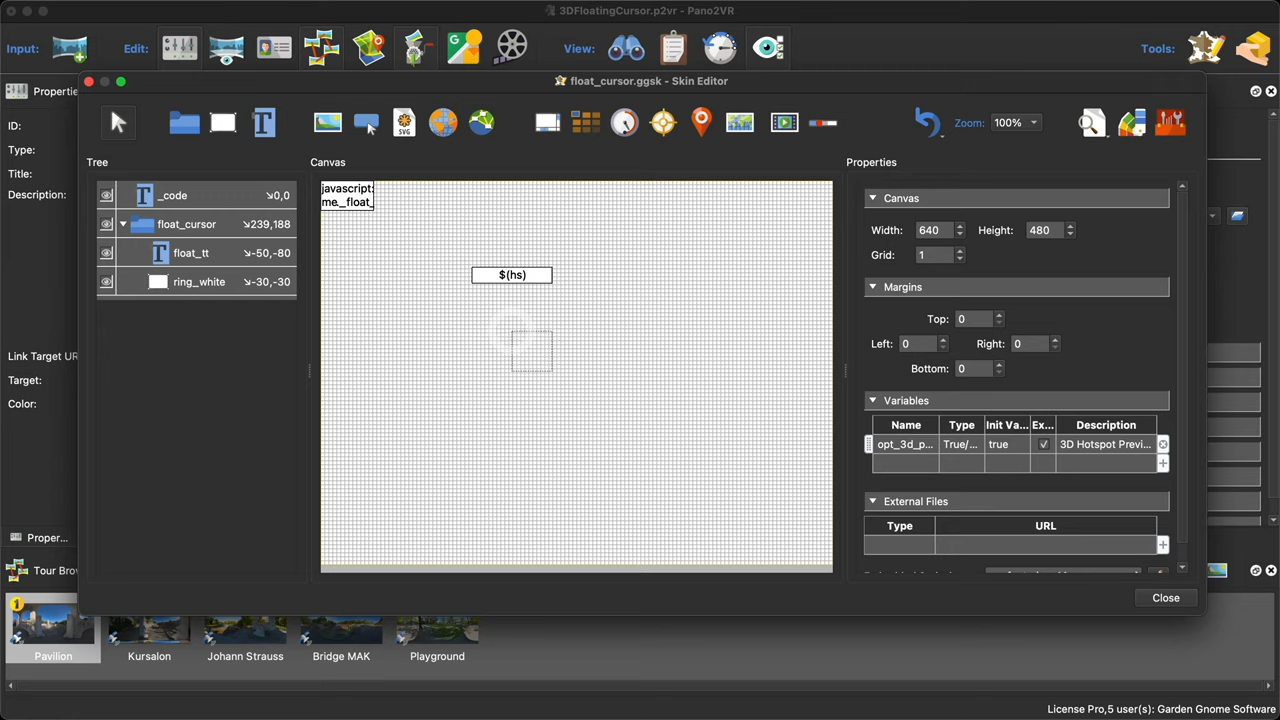 3DFloatingCursor.p2vr - Pano2VR
Input:
Edit:
View:
Tools:
Properti
float_cursor.ggsk - Skin Editor
ID:
Type:
Title:
Description:
Link Target UR
Target:
Color:
T
SVG
Zoom:
100%
Tree
Canvas
Properties
_code
0,0
float_cursor
239,188
float_tt
-50,-80
ring_white
-30,-30
javascript:
me._float_
$(hs)
Canvas
Width:
640
Height:
480
Grid:
1
Margins
Top:
0
Left:
0
Right:
0
Bottom:
0
Variables
Name
Type
Init Va...
Ex...
Description
opt_3d_p...
True/...
true
3D Hotspot Previ...
External Files
Type
URL
Close
Proper...
Tour Brow
1
Pavilion
Kursalon
Johann Strauss
Bridge MAK
Playground
License Pro,5 user(s): Garden Gnome Software